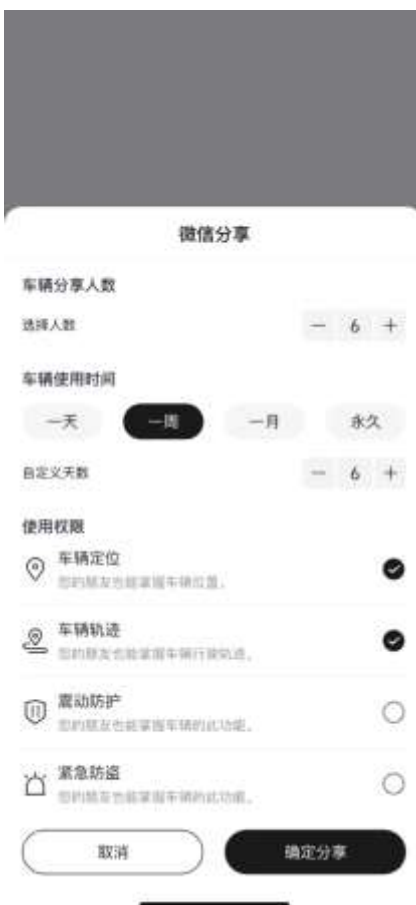 微信分享
车辆分享人数
选择人数 － 6 ＋
车辆使用时间
一天 一周 一月 永久
自定义天数 － 6 ＋
使用权限
车辆定位
您的朋友也能掌握车辆位置。
车辆轨迹
您的朋友也能掌握车辆行驶轨迹。
震动防护
您的朋友也能掌握车辆的此功能。
紧急防盗
您的朋友也能掌握车辆的此功能。
取消 确定分享